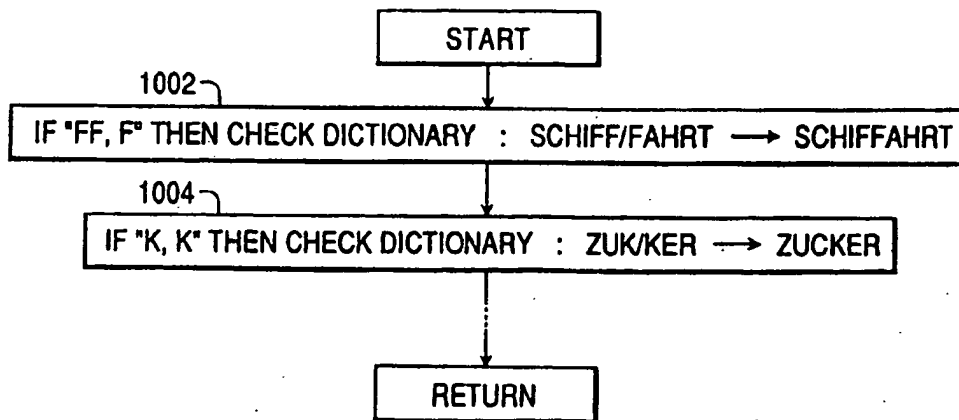 START
1002
IF "FF, F" THEN CHECK DICTIONARY : SCHIFF/FAHRT → SCHIFFAHRT
1004
IF "K, K" THEN CHECK DICTIONARY : ZUK/KER → ZUCKER
RETURN